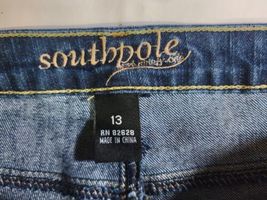 southpole
13
RN 82628
MADE IN CHINA